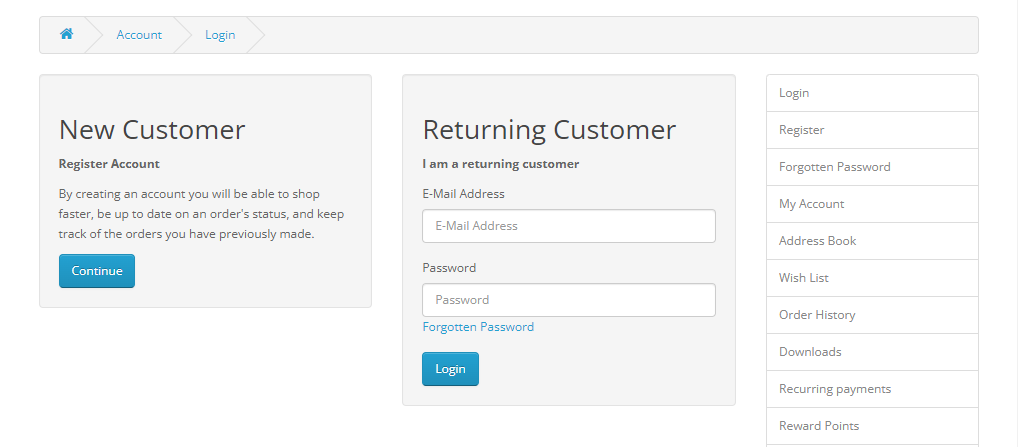 Account
Login
New Customer
Register Account
By creating an account you will be able to shop
faster, be up to date on an order's status, and keep
track of the orders you have previously made.
Continue
Returning Customer
I am a returning customer
E-Mail Address
E-Mail Address
Password
Password
Forgotten Password
Login
Login
Register
Forgotten Password
My Account
Address Book
Wish List
Order History
Downloads
Recurring payments
Reward Points